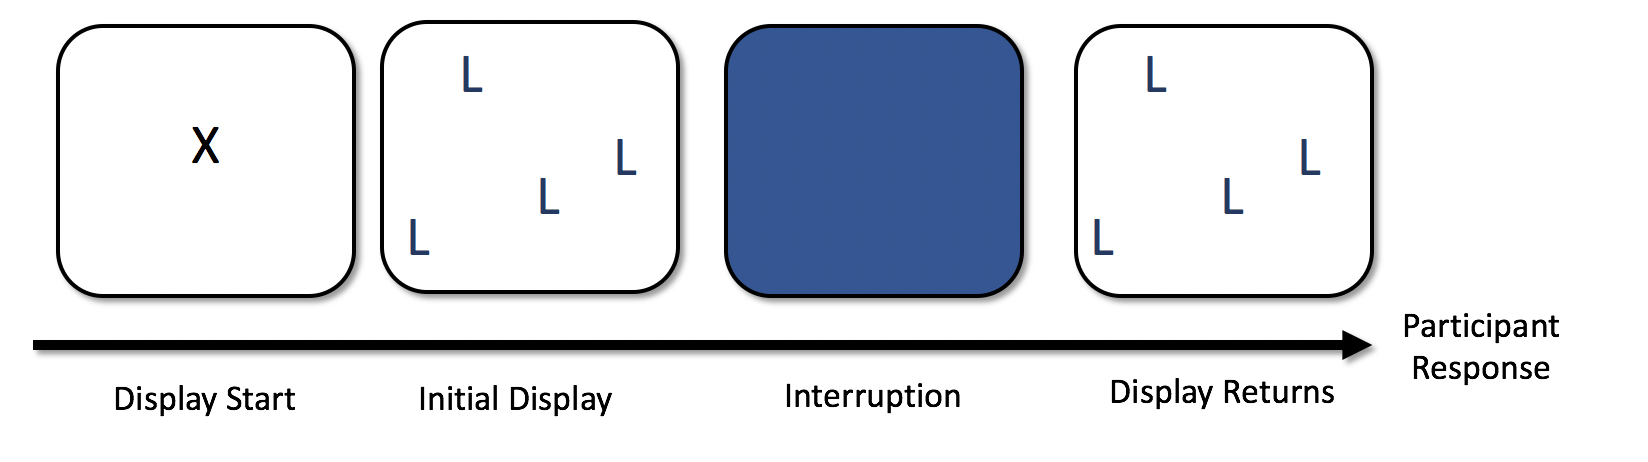 X
L
L
L
L
L
L
L
L
Display Start
Initial Display
Interruption
Display Returns
Participant
Response